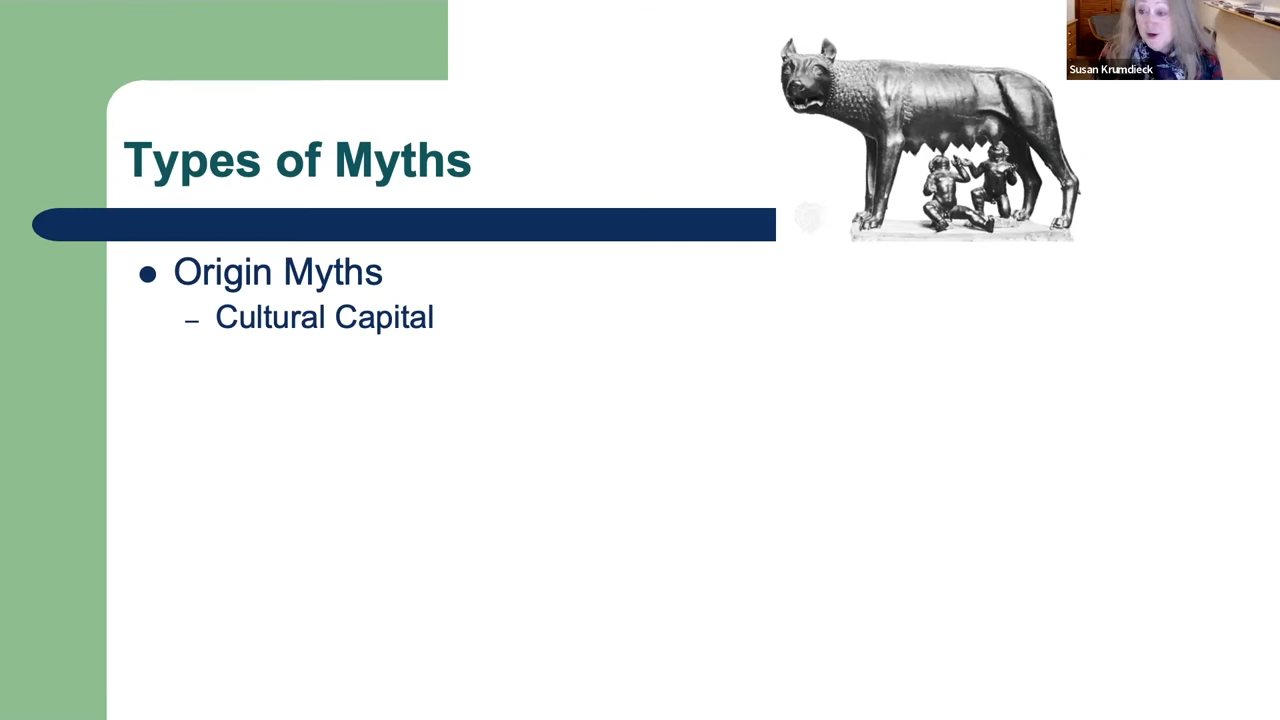 Susan Krumdieck
Types of Myths
Origin Myths
– Cultural Capital